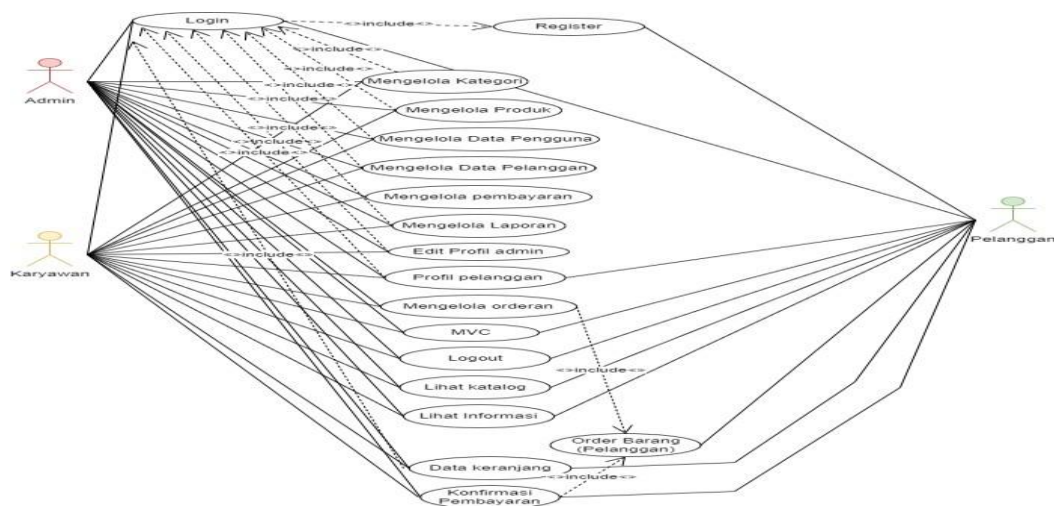 Login
<>include<>
Register
<>include<>
Admin
<>include<>
Mengelola Kategori
<>include<>
<>include<>
Mengelola Produk
<>include<>
Mengelola Data Pengguna
<>include<>
<>include<>
Mengelola Data Pelanggan
Mengelola pembayaran
Mengelola Laporan
Pelanggan
Karyawan
<>include<>
Edit Profil admin
Profil pelanggan
Mengelola orderan
MVC
Logout
<>include<>
Lihat katalog
Lihat Informasi
Order Barang
(Pelanggan)
Data keranjang
<>include<>
Konfirmasi
Pembayaran